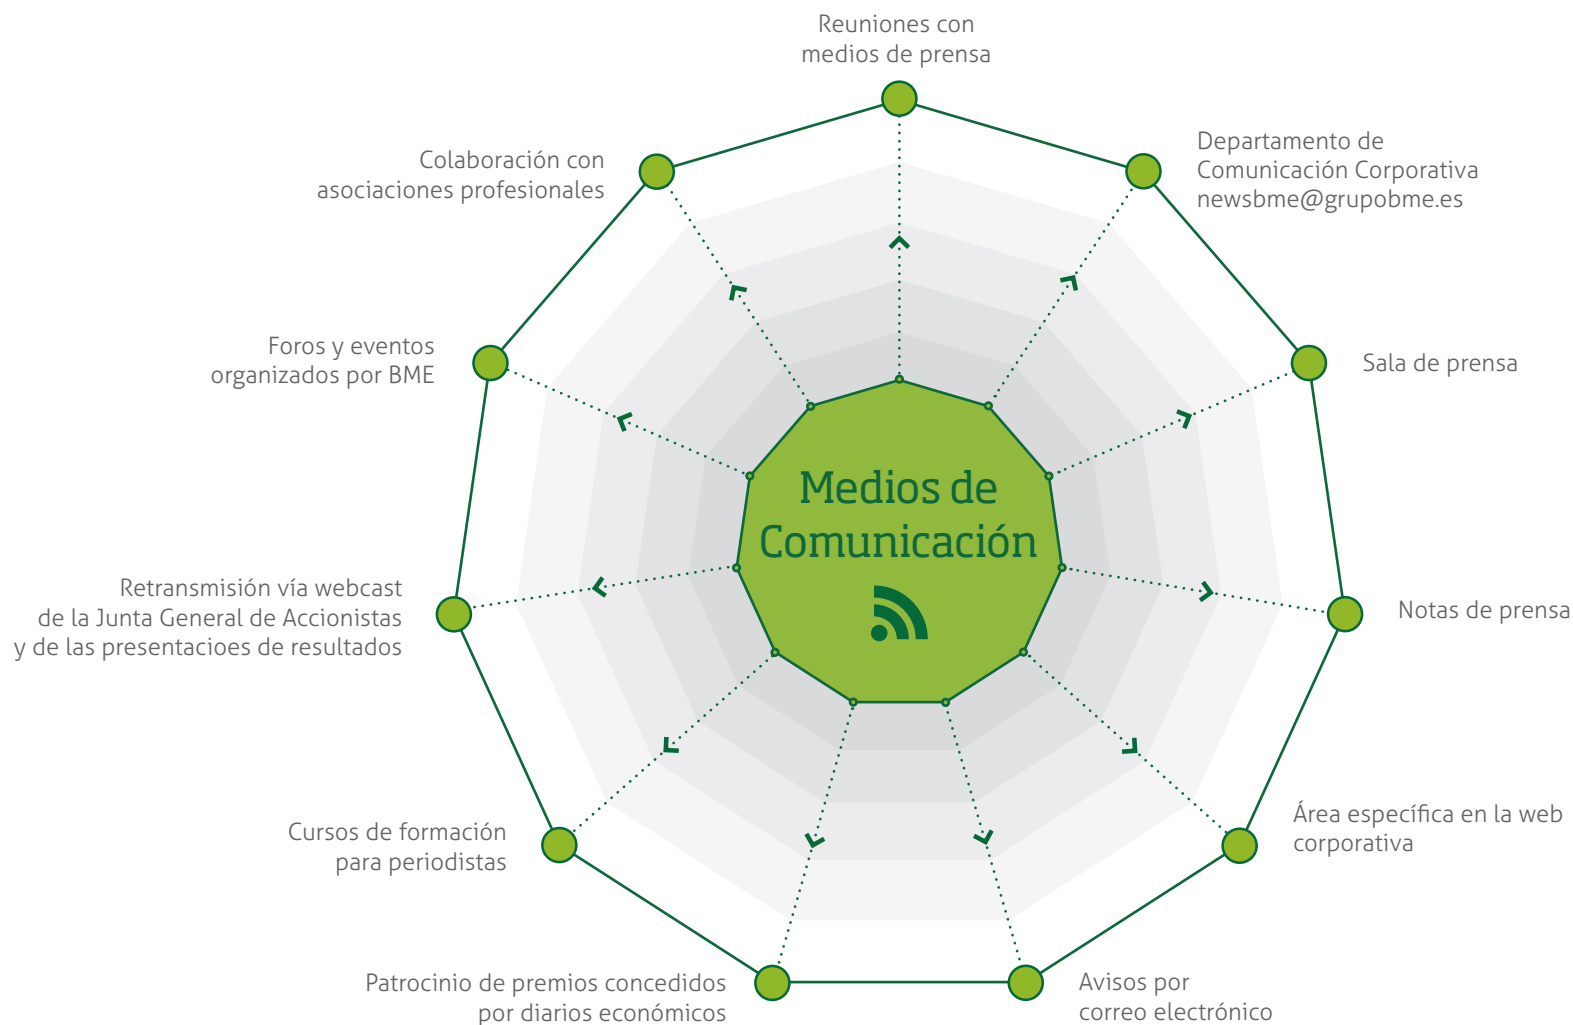 Reuniones con
medios de prensa
Departamento de
Comunicación Corporativa
newsbme@grupobme.es
Sala de prensa
Notas de prensa
Área específica en la web
corporativa
Avisos por
correo electrónico
Patrocinio de premios concedidos
por diarios económicos
Cursos de formación
para periodistas
Retransmisión vía webcast
de la Junta General de Accionistas
y de las presentacioes de resultados
Foros y eventos
organizados por BME
Colaboración con
asociaciones profesionales
Medios de
Comunicación